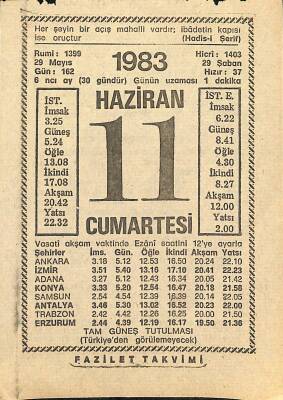 Her şeyin bir açış mahalli vardır; ibâdetin kapısı
ise oructur (Hadîs-i Şerif)
Rumî : 1399
29 Mayıs
Gün : 162
1983
Hicrî : 1403
29 Şaban
Hızır : 37
6 ncı ay (30 gündür) Günün uzaması 1 dakika
İST.
İmsak
3.25
Güneş
5.24
Öğle
13.08
İkindi
17.08
Akşam
20.42
Yatsı
22.32
HAZİRAN
11
CUMARTESİ
İST. E.
İmsak
6.22
Güneş
8.41
Öğle
4.30
İkindi
8.27
Akşam
12.00
Yatsı
2.00
Vasatî akşam vaktinde Ezânî saatini 12'ye ayarla
Şehirler İms. Gün. Öğle İkindi Akşam Yatsı
ANKARA 3.18 5.12 12.53 16.50 20.24 22.10
İZMİR 3.51 5.40 13.16 17.10 20.41 22.23
ADANA 3.27 5.12 12.43 16.34 20.05 21.45
KONYA 3.33 5.20 12.54 16.47 20.18 21.58
SAMSUN 2.54 4.54 12.39 16.39 20.14 22.05
ANTALYA 3.46 5.30 13.02 16.52 20.23 22.00
TRABZON 2.42 4.42 12.26 16.25 20.00 21.50
ERZURUM 2.44 4.39 12.19 16.17 19.50 21.36
TAM GÜNEŞ TUTULMASI
(Türkiye'den görülemeyecek)
FAZİLET TAKVİMİ